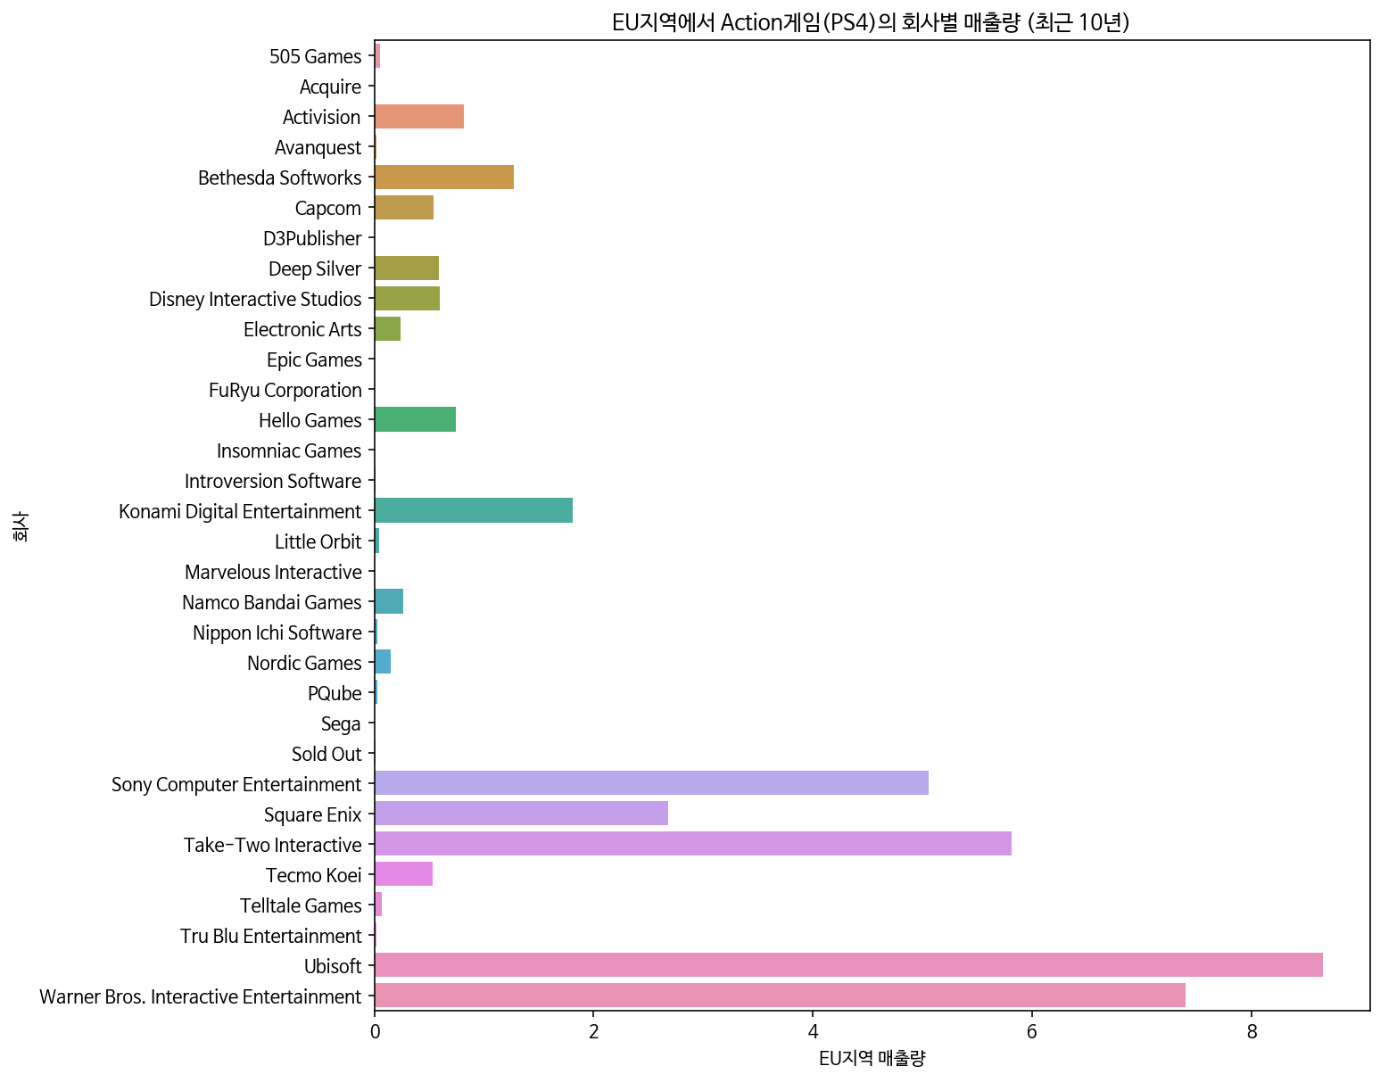 EU지역에서 Action게임(PS4)의 회사별 매출량 (최근 10년)
505 Games
Acquire
Activision
Avanquest
Bethesda Softworks
Capcom
D3Publisher
Deep Silver
Disney Interactive Studios
Electronic Arts
Epic Games
FuRyu Corporation
Hello Games
Insomniac Games
Introversion Software
Konami Digital Entertainment
Little Orbit
Marvelous Interactive
Namco Bandai Games
Nippon Ichi Software
Nordic Games
PQube
Sega
Sold Out
Sony Computer Entertainment
Square Enix
Take-Two Interactive
Tecmo Koei
Telltale Games
Tru Blu Entertainment
Ubisoft
Warner Bros. Interactive Entertainment
회사
0 2 4 6 8
EU지역 매출량